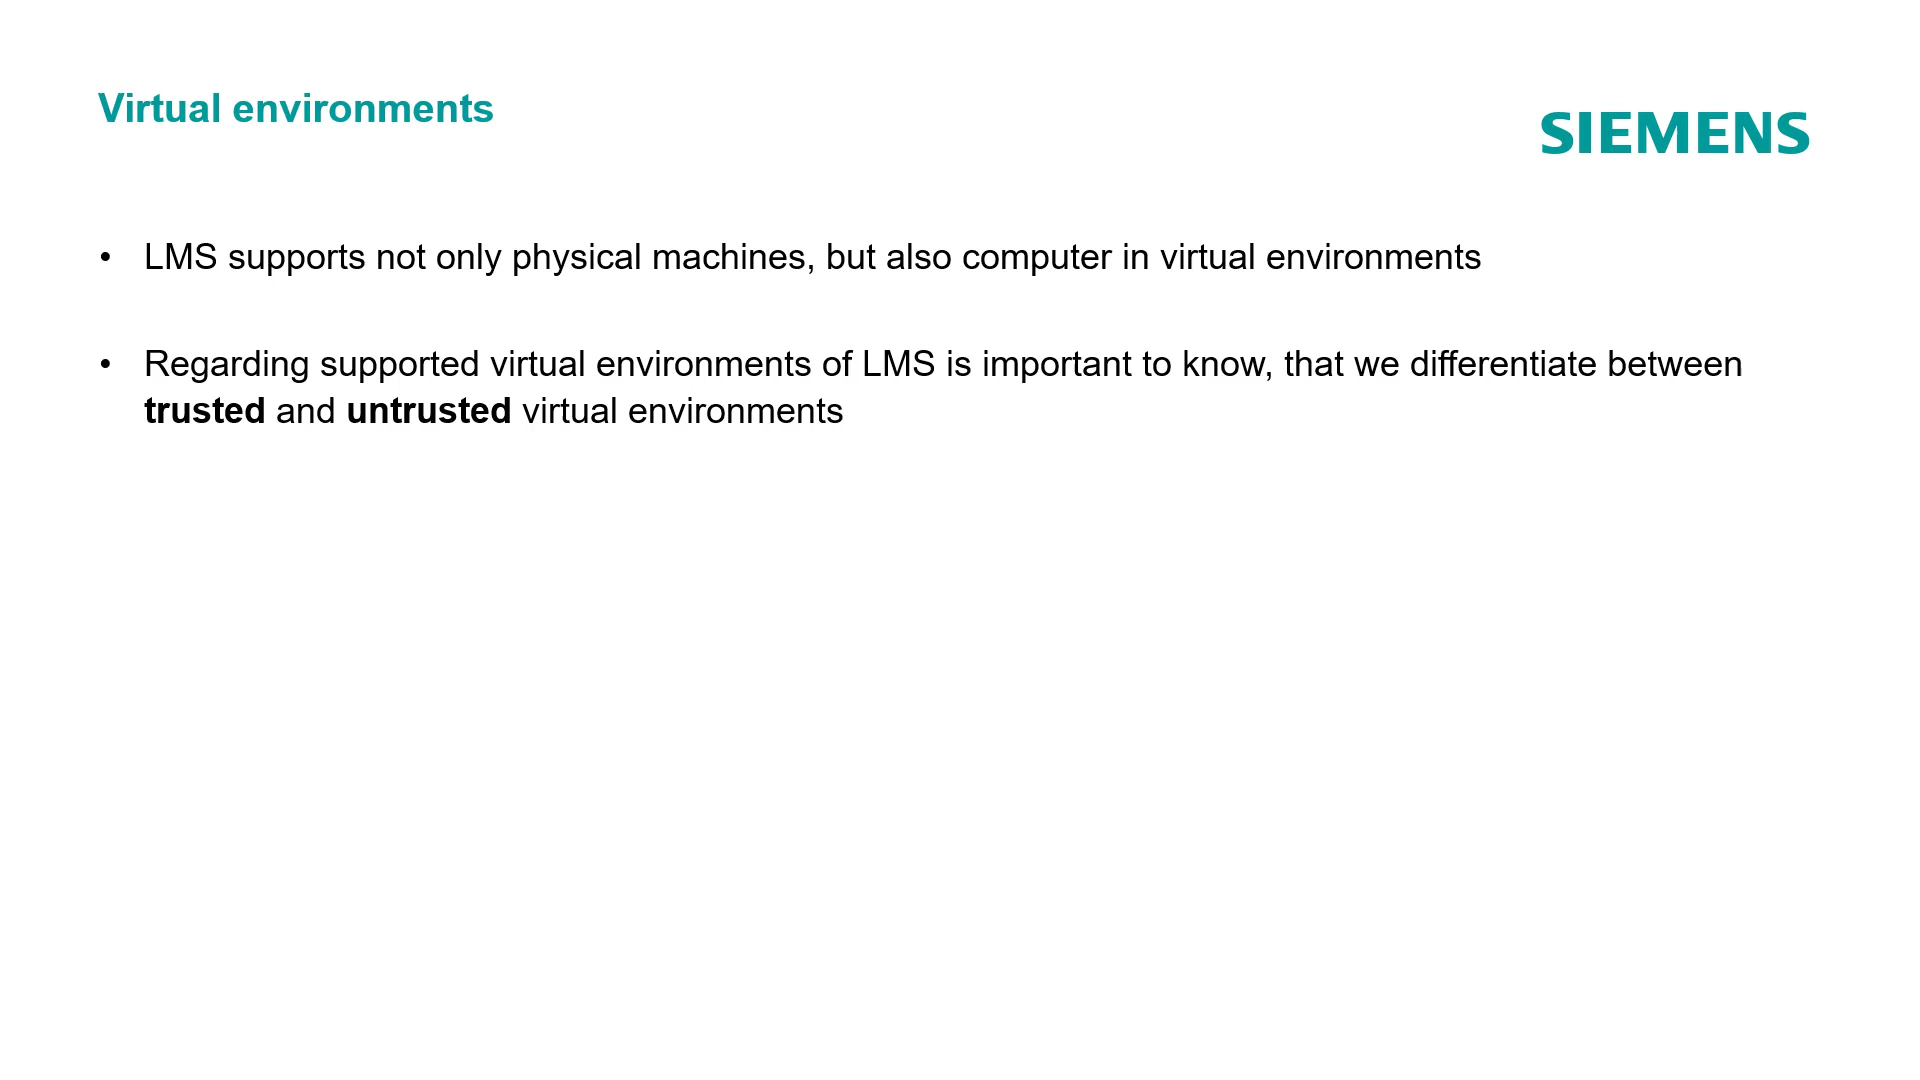 Virtual environments
SIEMENS
• LMS supports not only physical machines, but also computer in virtual environments
• Regarding supported virtual environments of LMS is important to know, that we differentiate between
trusted and untrusted virtual environments